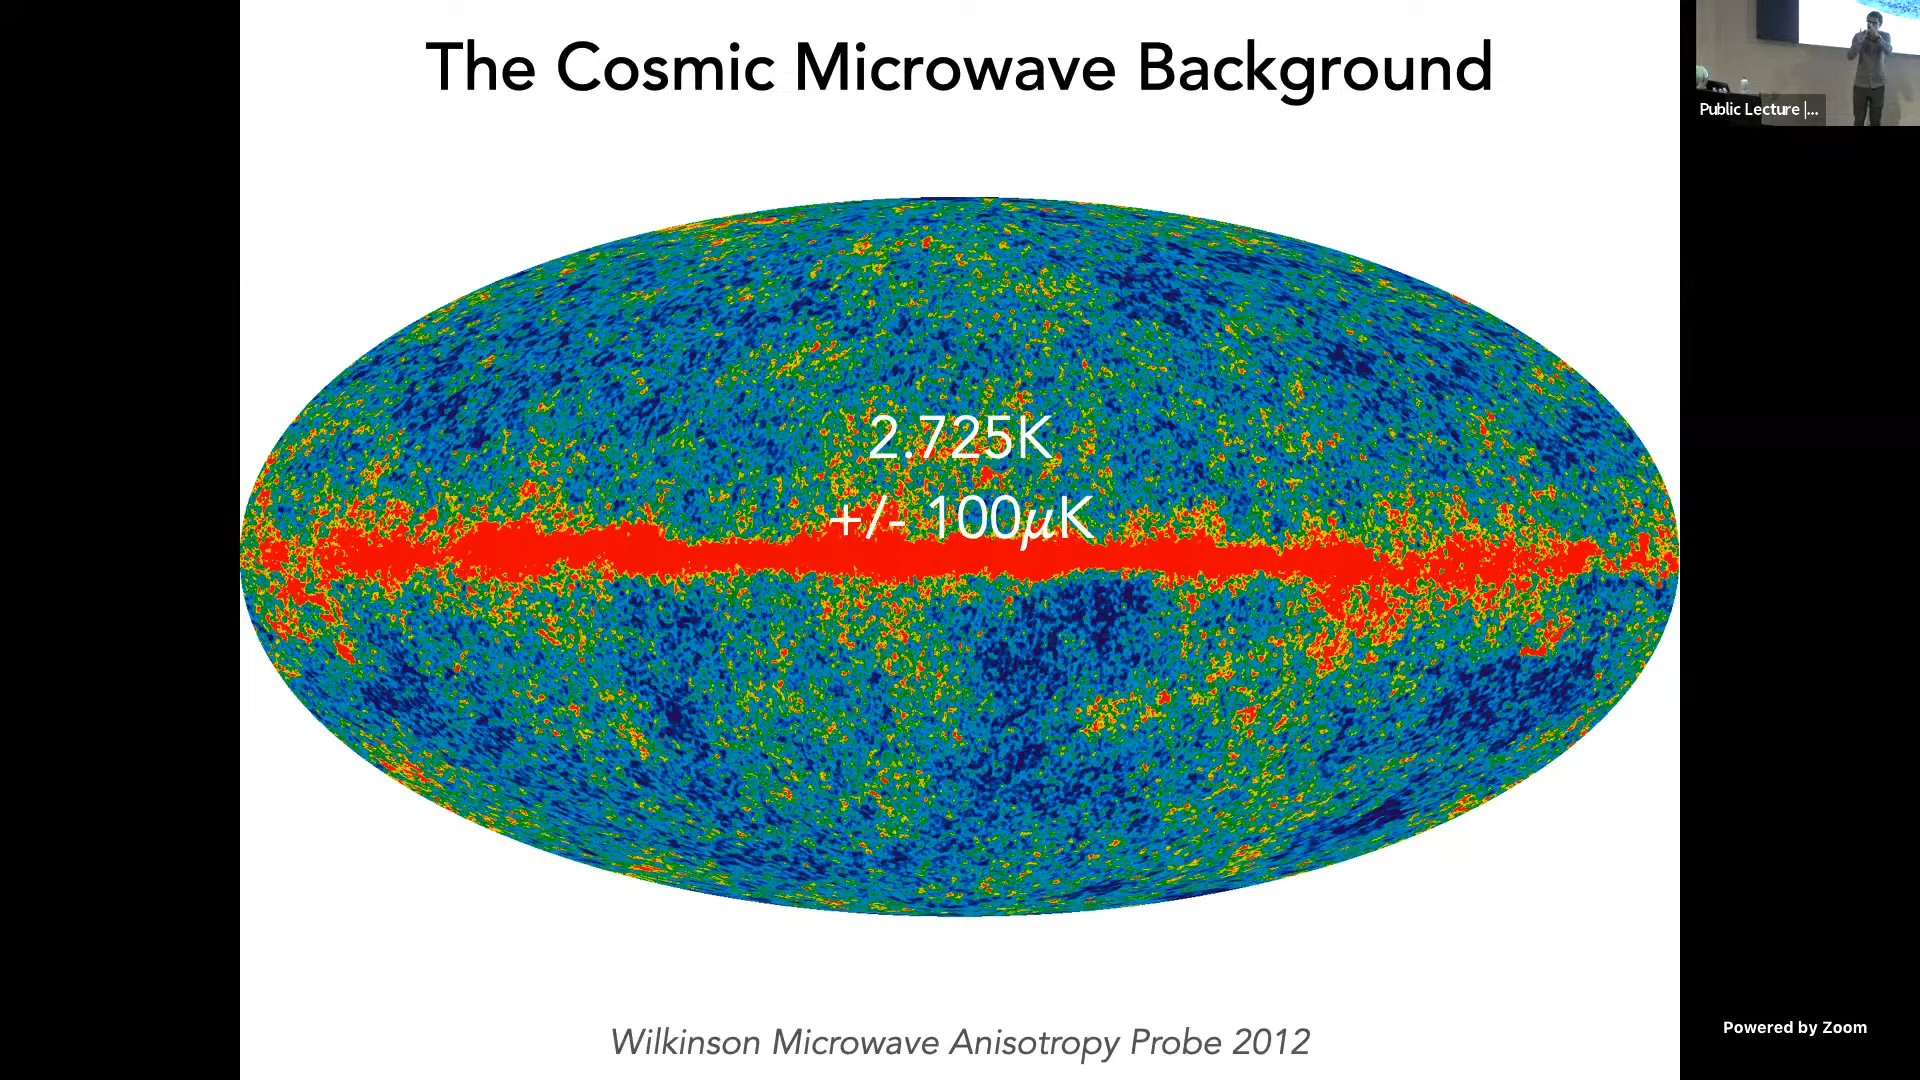 The Cosmic Microwave Background
Public Lecture |...
2.725K
+/- 100μK
Powered by Zoom
Wilkinson Microwave Anisotropy Probe 2012